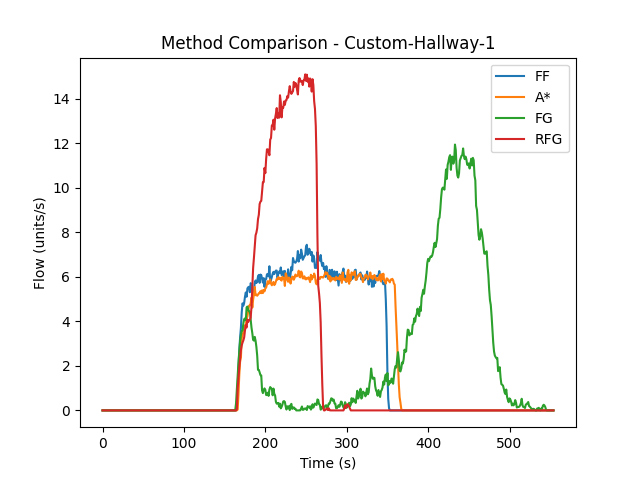 Method Comparison - Custom-Hallway-1
FF
A*
FG
RFG
Flow (units/s)
14
12
10
8
6
4
2
0
0 100 200 300 400 500
Time (s)